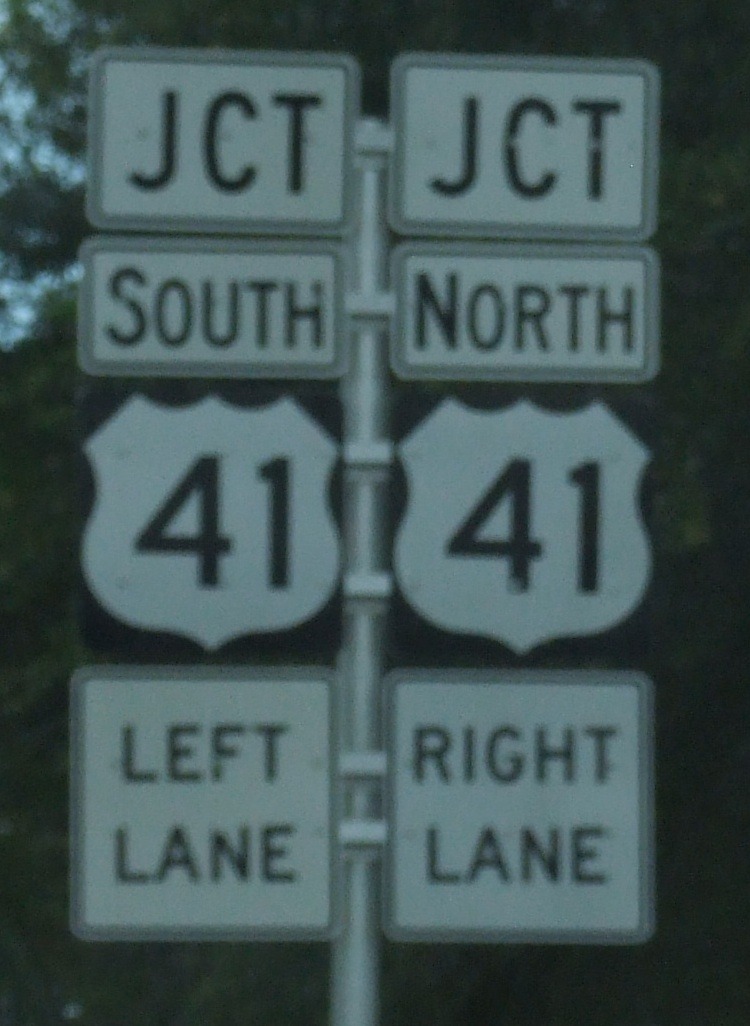 JCT
SOUTH
41
LEFT
LANE
JCT
NORTH
41
RIGHT
LANE